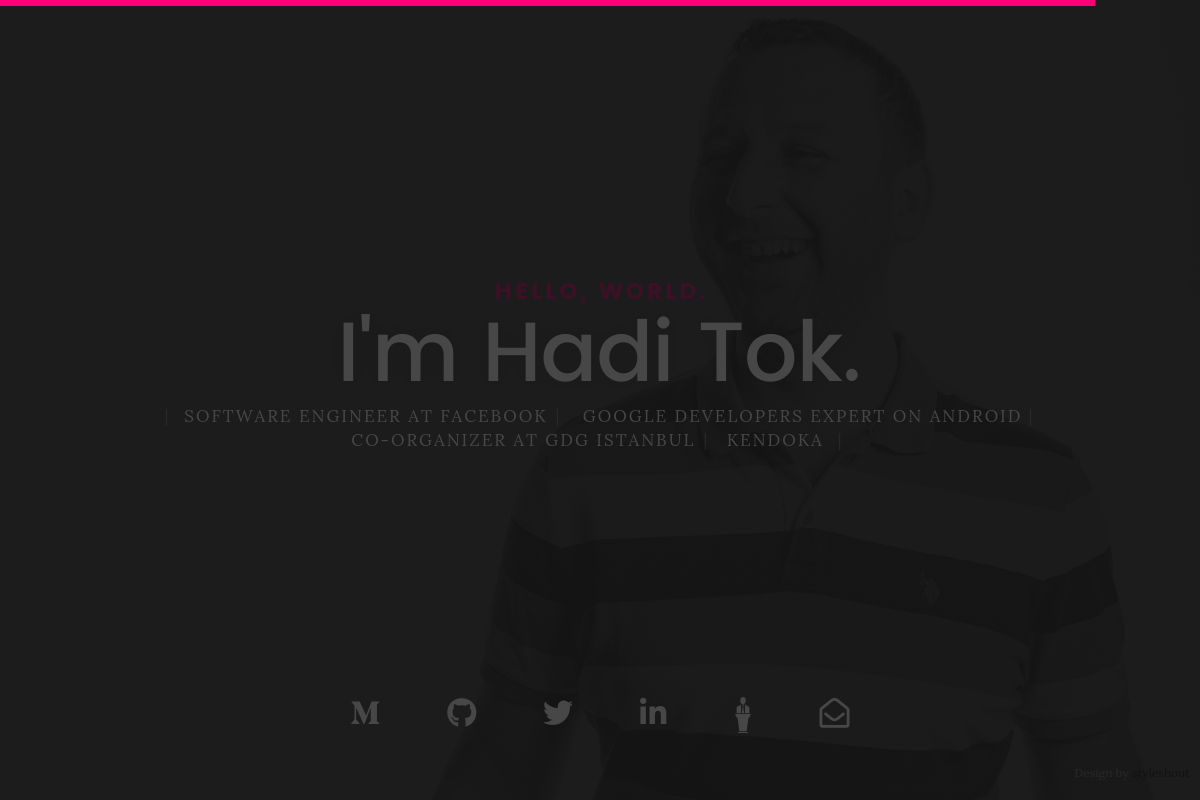 HELLO, WORLD.
I'm Hadi Tok.
| SOFTWARE ENGINEER AT FACEBOOK | GOOGLE DEVELOPERS EXPERT ON ANDROID |
CO-ORGANIZER AT GDG ISTANBUL | KENDOKA |
Design by styleshout